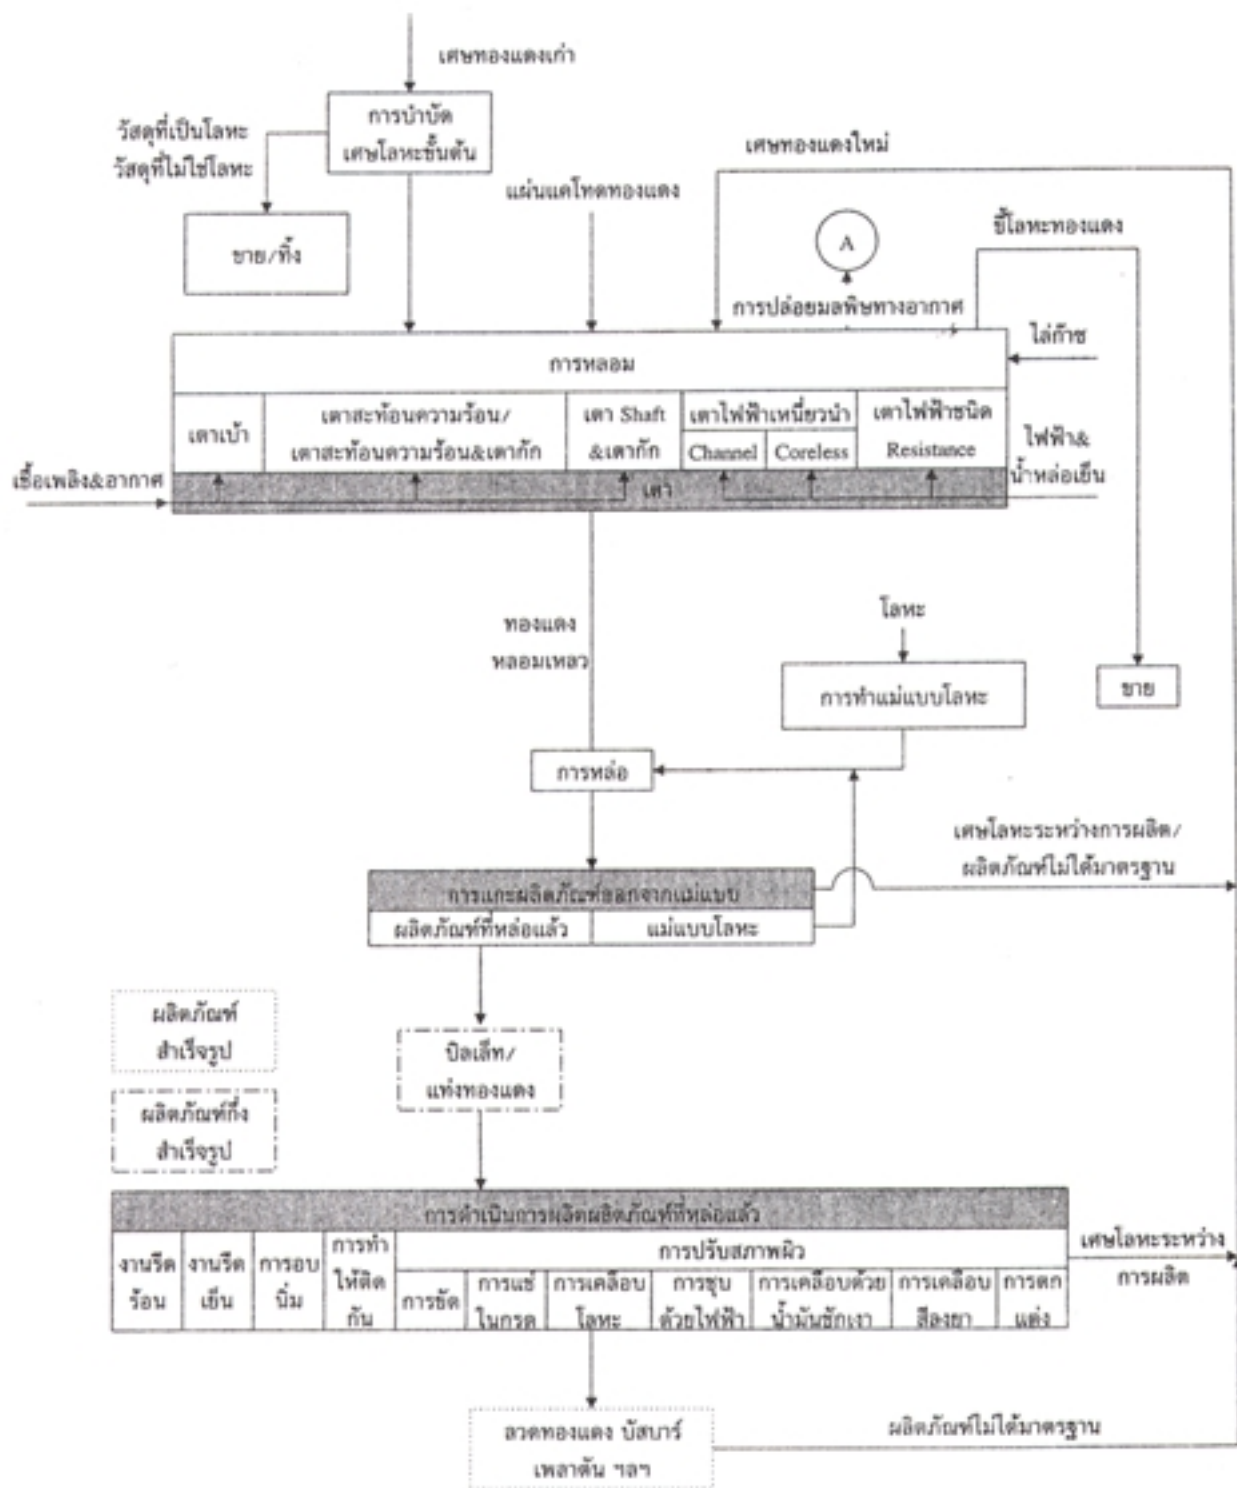 เศษทองแดงเก่า
การบำบัด
เศษโลหะขั้นต้น
วัสดุที่เป็นโลหะ
วัสดุที่ไม่ใช่โลหะ
ขาย/ทิ้ง
แผ่นแคโทดทองแดง
เศษทองแดงใหม่
A
ขี้โลหะทองแดง
การปล่อยมลพิษทางอากาศ
การหลอม
ไล่ก๊าซ
เตาเบ้า
เตาสะท้อนความร้อน/
เตาสะท้อนความร้อน&เตากัก
เตา Shaft
&เตากัก
เตาไฟฟ้าเหนี่ยวนำ
Channel
Coreless
เตาไฟฟ้าชนิด
Resistance
ไฟฟ้า&
น้ำหล่อเย็น
เชื้อเพลิง&อากาศ
เตา
ทองแดง
หลอมเหลว
โลหะ
การทำแม่แบบโลหะ
ขาย
การหล่อ
เศษโลหะระหว่างการผลิต/
ผลิตภัณฑ์ไม่ได้มาตรฐาน
การแกะผลิตภัณฑ์ออกจากแม่แบบ
ผลิตภัณฑ์ที่หล่อแล้ว
แม่แบบโลหะ
ผลิตภัณฑ์
สำเร็จรูป
บิลเล็ท/
แท่งทองแดง
ผลิตภัณฑ์กึ่ง
สำเร็จรูป
การดำเนินการผลิตผลิตภัณฑ์ที่หล่อแล้ว
งานรีด
ร้อน
งานรีด
เย็น
การอบ
นิ่ม
การทำ
ให้ติด
กัน
การปรับสภาพผิว
การขัด
การแช่
ในกรด
การเคลือบ
โลหะ
การชุบ
ด้วยไฟฟ้า
การเคลือบด้วย
น้ำมันชักเงา
การเคลือบ
สีลงยา
การตก
แต่ง
เศษโลหะระหว่าง
การผลิต
ลวดทองแดง บัสบาร์
เพลาตัน ฯลฯ
ผลิตภัณฑ์ไม่ได้มาตรฐาน